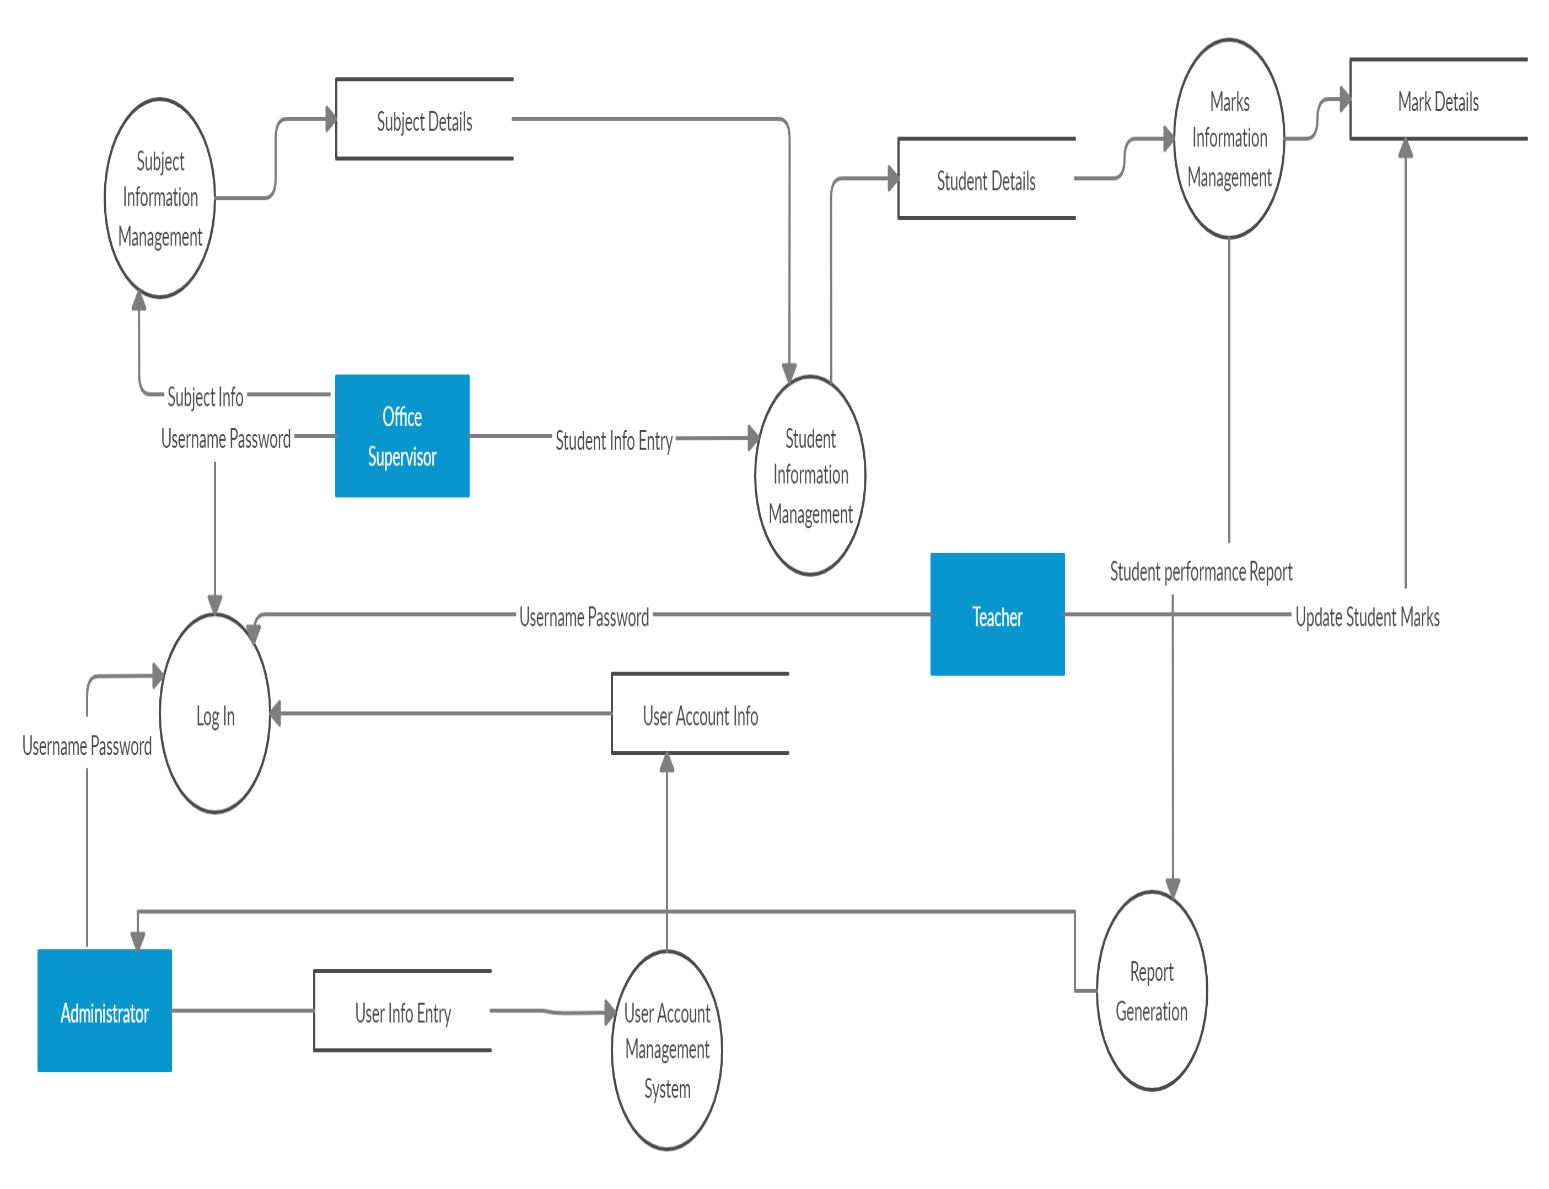 Marks
Information
Management
Mark Details
Subject Details
Subject
Information
Management
Student Details
Subject Info
Username Password
Office
Supervisor
Student Info Entry
Student
Information
Management
Student performance Report
Username Password
Teacher
Update Student Marks
Log In
User Account Info
Username Password
Administrator
User Info Entry
User Account
Management
System
Report
Generation